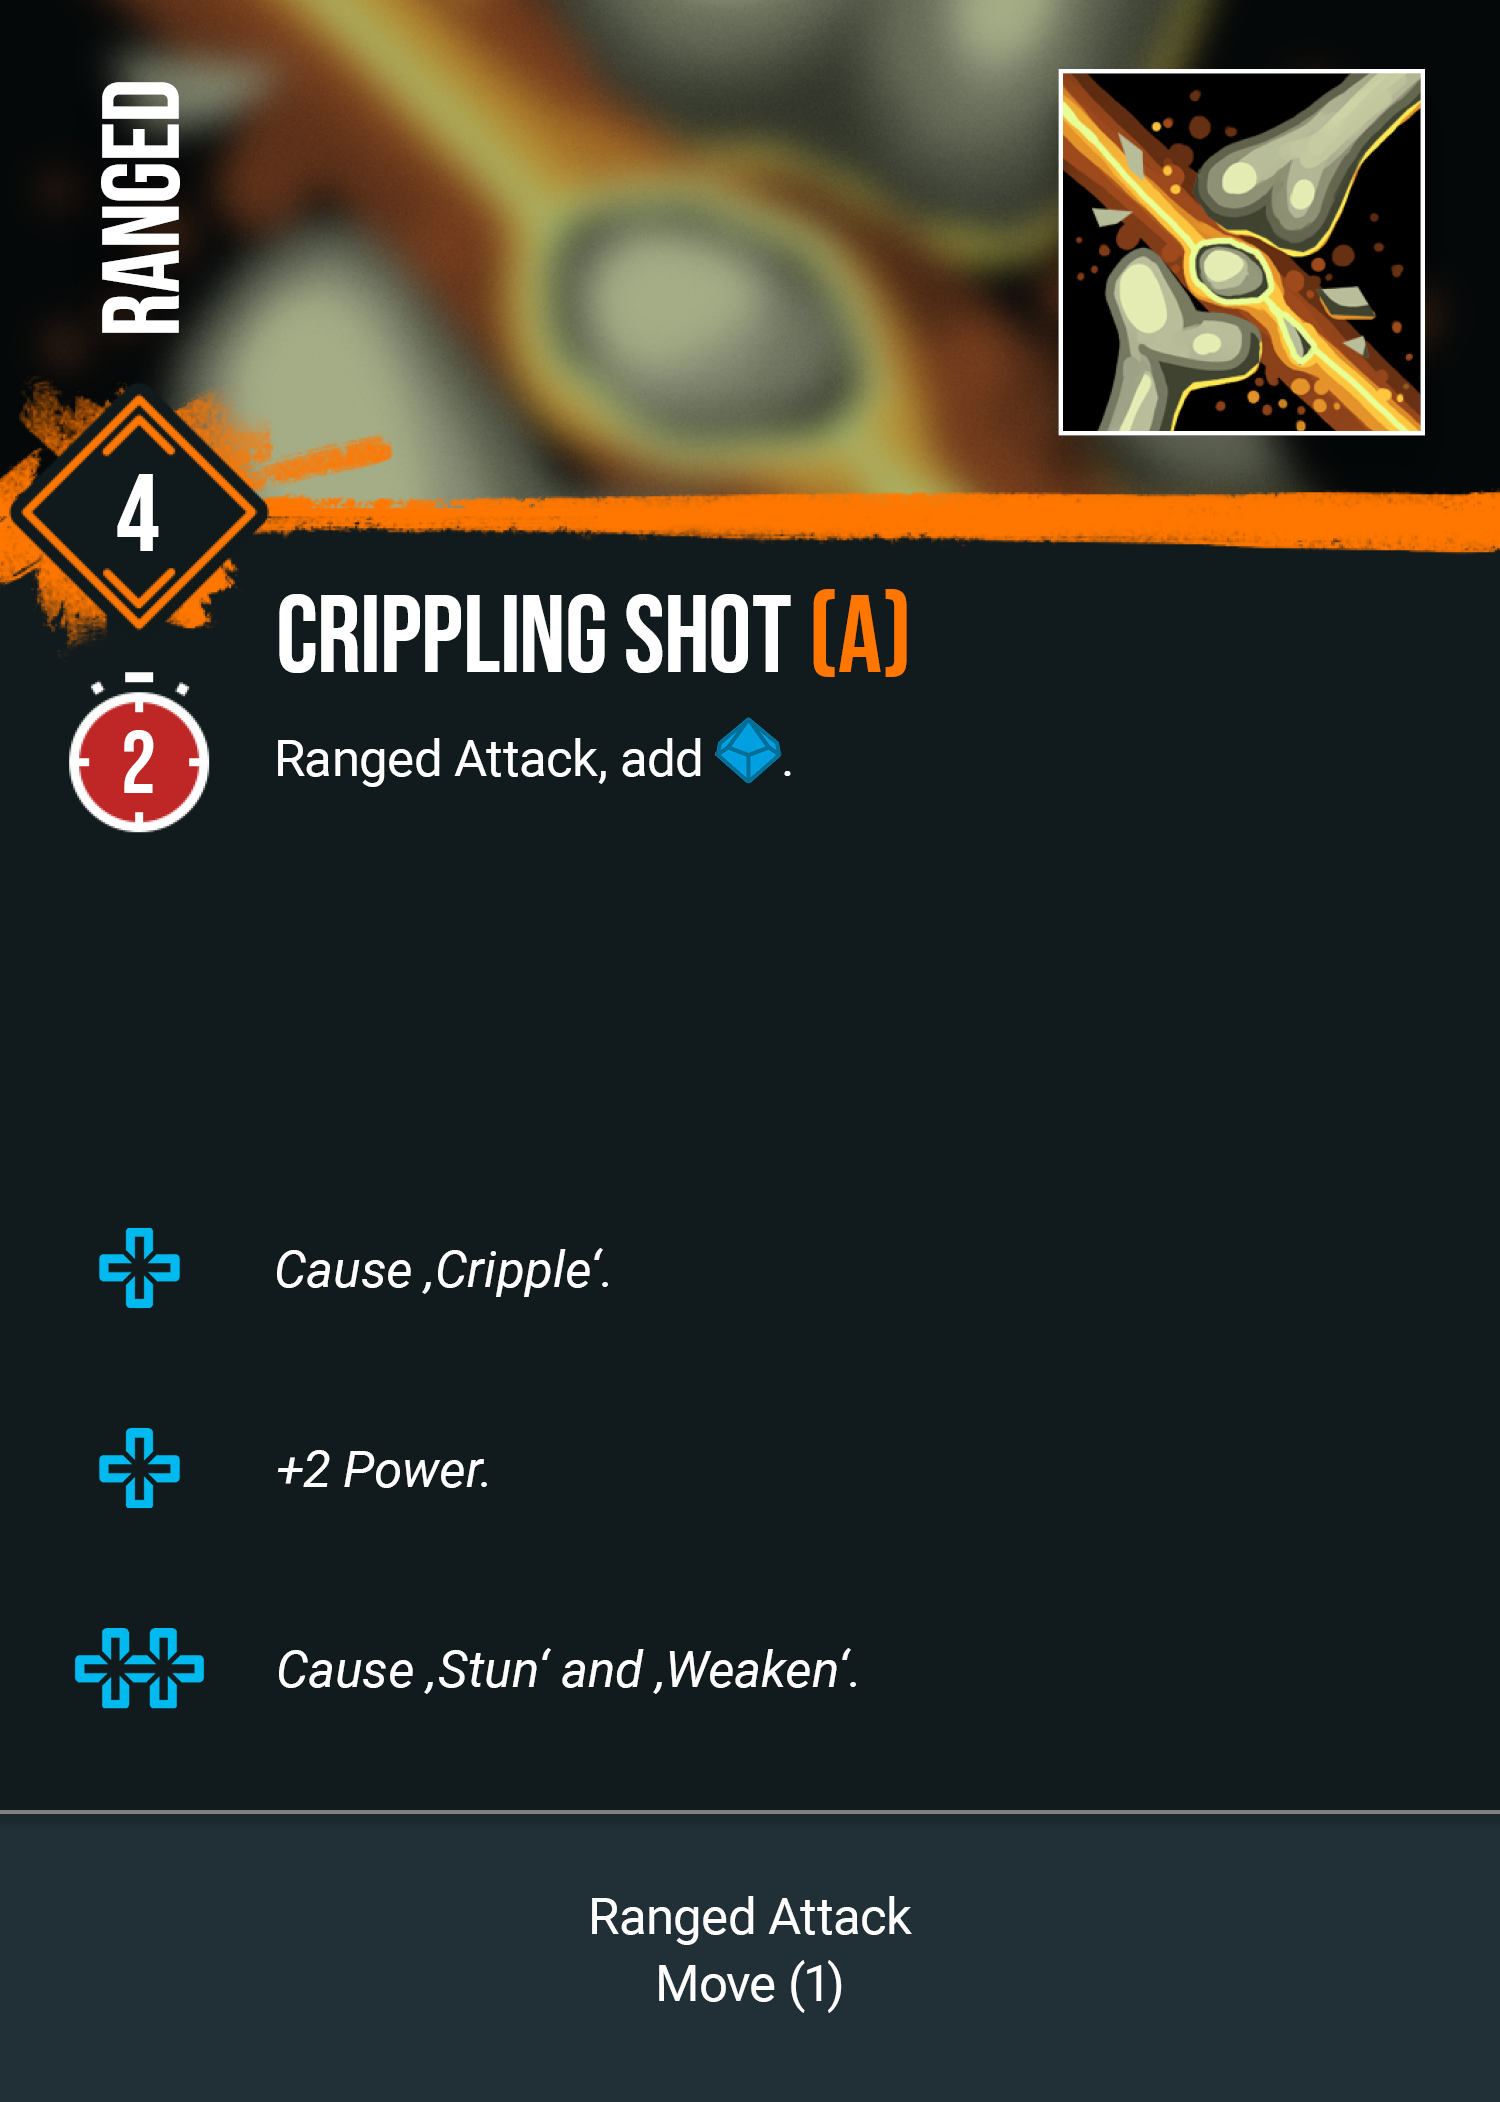 RANGED
4
CRIPPLING SHOT (A)
2
Ranged Attack, add .
Cause ‚Cripple‘.
+2 Power.
Cause ‚Stun‘ and ‚Weaken‘.
Ranged Attack
Move (1)